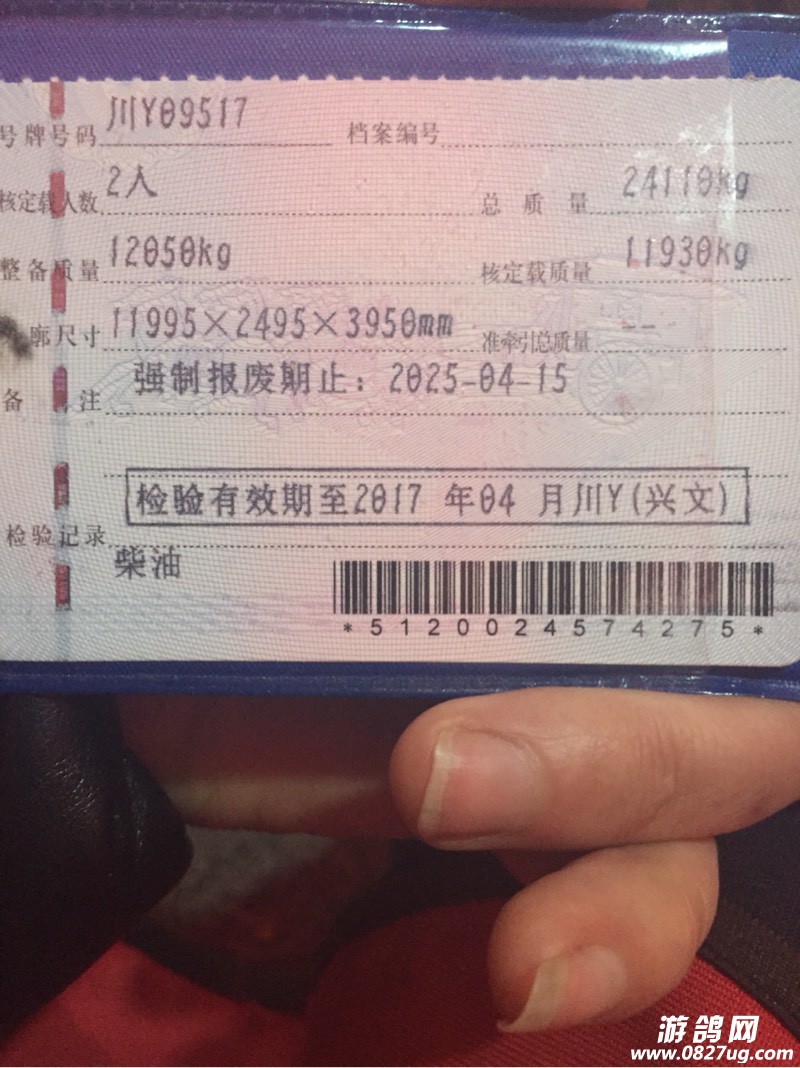 号牌号码 川Y09517 档案编号
核定载人数 2人 总质量 24110kg
整备质量 12050kg 核定载质量 11930kg
廓尺寸 11995×2495×3950mm 准牵引总质量 --
备注 强制报废期止：2025-04-15
检验有效期至2017 年04 月川Y(兴文)
检验记录
柴油
*5120024574275*
游鸽网
www.0827ug.com